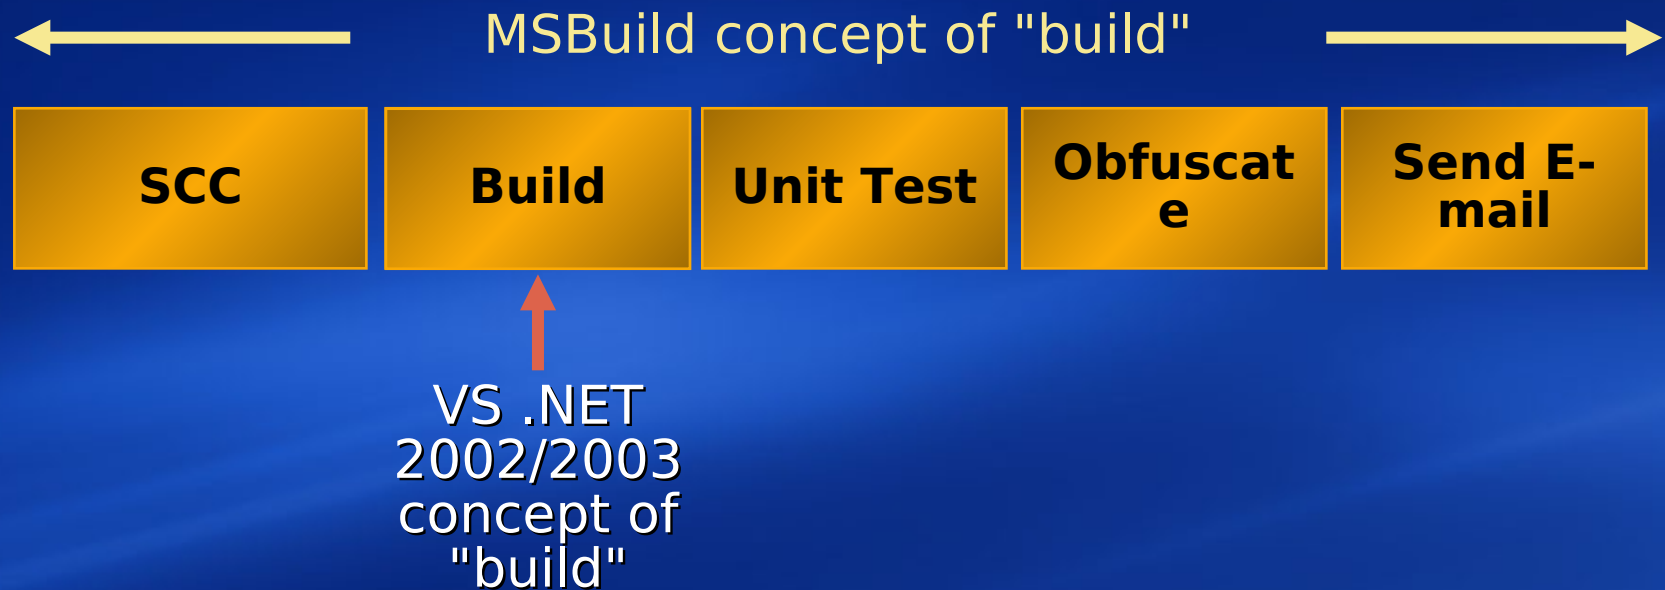 MSBuild concept of "build"
SCC
Build
Unit Test
Obfuscat
e
Send E-
mail
VS .NET
2002/2003
concept of
"build"